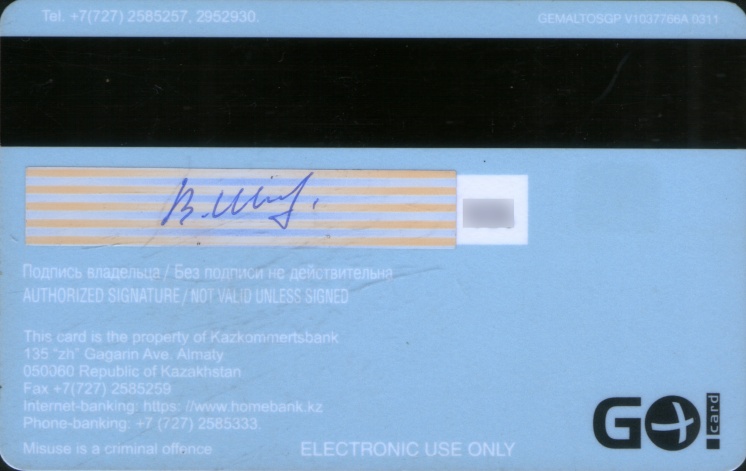 Tel. +7(727) 2585257, 2952930.
GEMALTOSGP V1037766A 0311
Подпись владельца / Без подписи не действительна
AUTHORIZED SIGNATURE / NOT VALID UNLESS SIGNED
This card is the property of Kazkommertsbank
135 "zh" Gagarin Ave. Almaty
050060 Republic of Kazakhstan
Fax +7(727) 2585259
Internet-banking: https: //www.homebank.kz
Phone-banking: +7 (727) 2585333
Misuse is a criminal offence
ELECTRONIC USE ONLY
GO! card